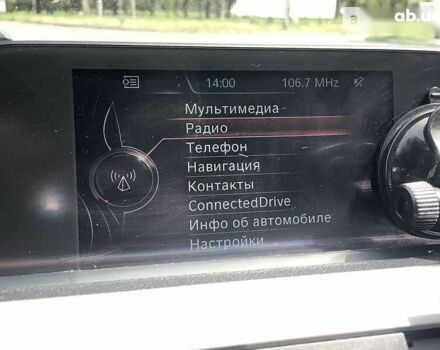 ab.ua
14:00 106.7 MHz
Мультимедиа
Радио
Телефон
Навигация
Контакты
ConnectedDrive
Инфо об автомобиле
Настройки